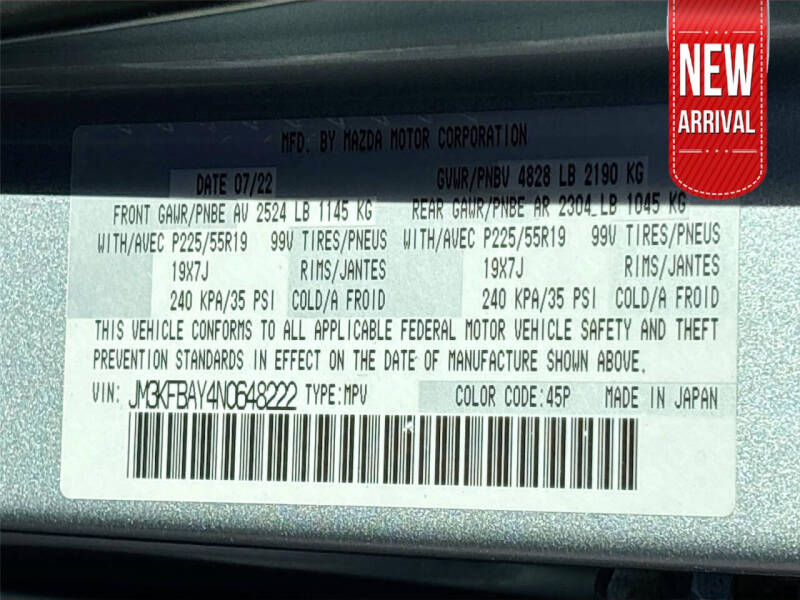 NEW
ARRIVAL
MFD. BY MAZDA MOTOR CORPORATION
DATE 07/22 GVWR/PNBV 4828 LB 2190 KG
FRONT GAWR/PNBE AV 2524 LB 1145 KG REAR GAWR/PNBE AR 2304 LB 1045 KG
WITH/AVEC P225/55R19 99V TIRES/PNEUS WITH/AVEC P225/55R19 99V TIRES/PNEUS
19X7J RIMS/JANTES 19X7J RIMS/JANTES
240 KPA/35 PSI COLD/A FROID 240 KPA/35 PSI COLD/A FROID
THIS VEHICLE CONFORMS TO ALL APPLICABLE FEDERAL MOTOR VEHICLE SAFETY AND THEFT
PREVENTION STANDARDS IN EFFECT ON THE DATE OF MANUFACTURE SHOWN ABOVE.
VIN: JM3KFBAY4N0648222 TYPE:MPV COLOR CODE:45P MADE IN JAPAN